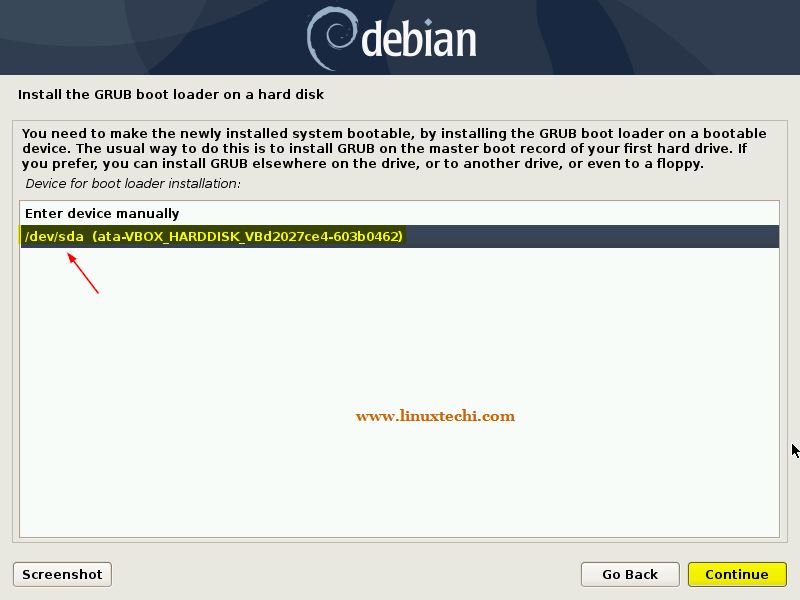 debian
Install the GRUB boot loader on a hard disk
You need to make the newly installed system bootable, by installing the GRUB boot loader on a bootable
device. The usual way to do this is to install GRUB on the master boot record of your first hard drive. If
you prefer, you can install GRUB elsewhere on the drive, or to another drive, or even to a floppy.
Device for boot loader installation:
Enter device manually
/dev/sda (ata-VBOX_HARDDISK_VBd2027ce4-603b0462)
www.linuxtechi.com
Screenshot
Go Back
Continue